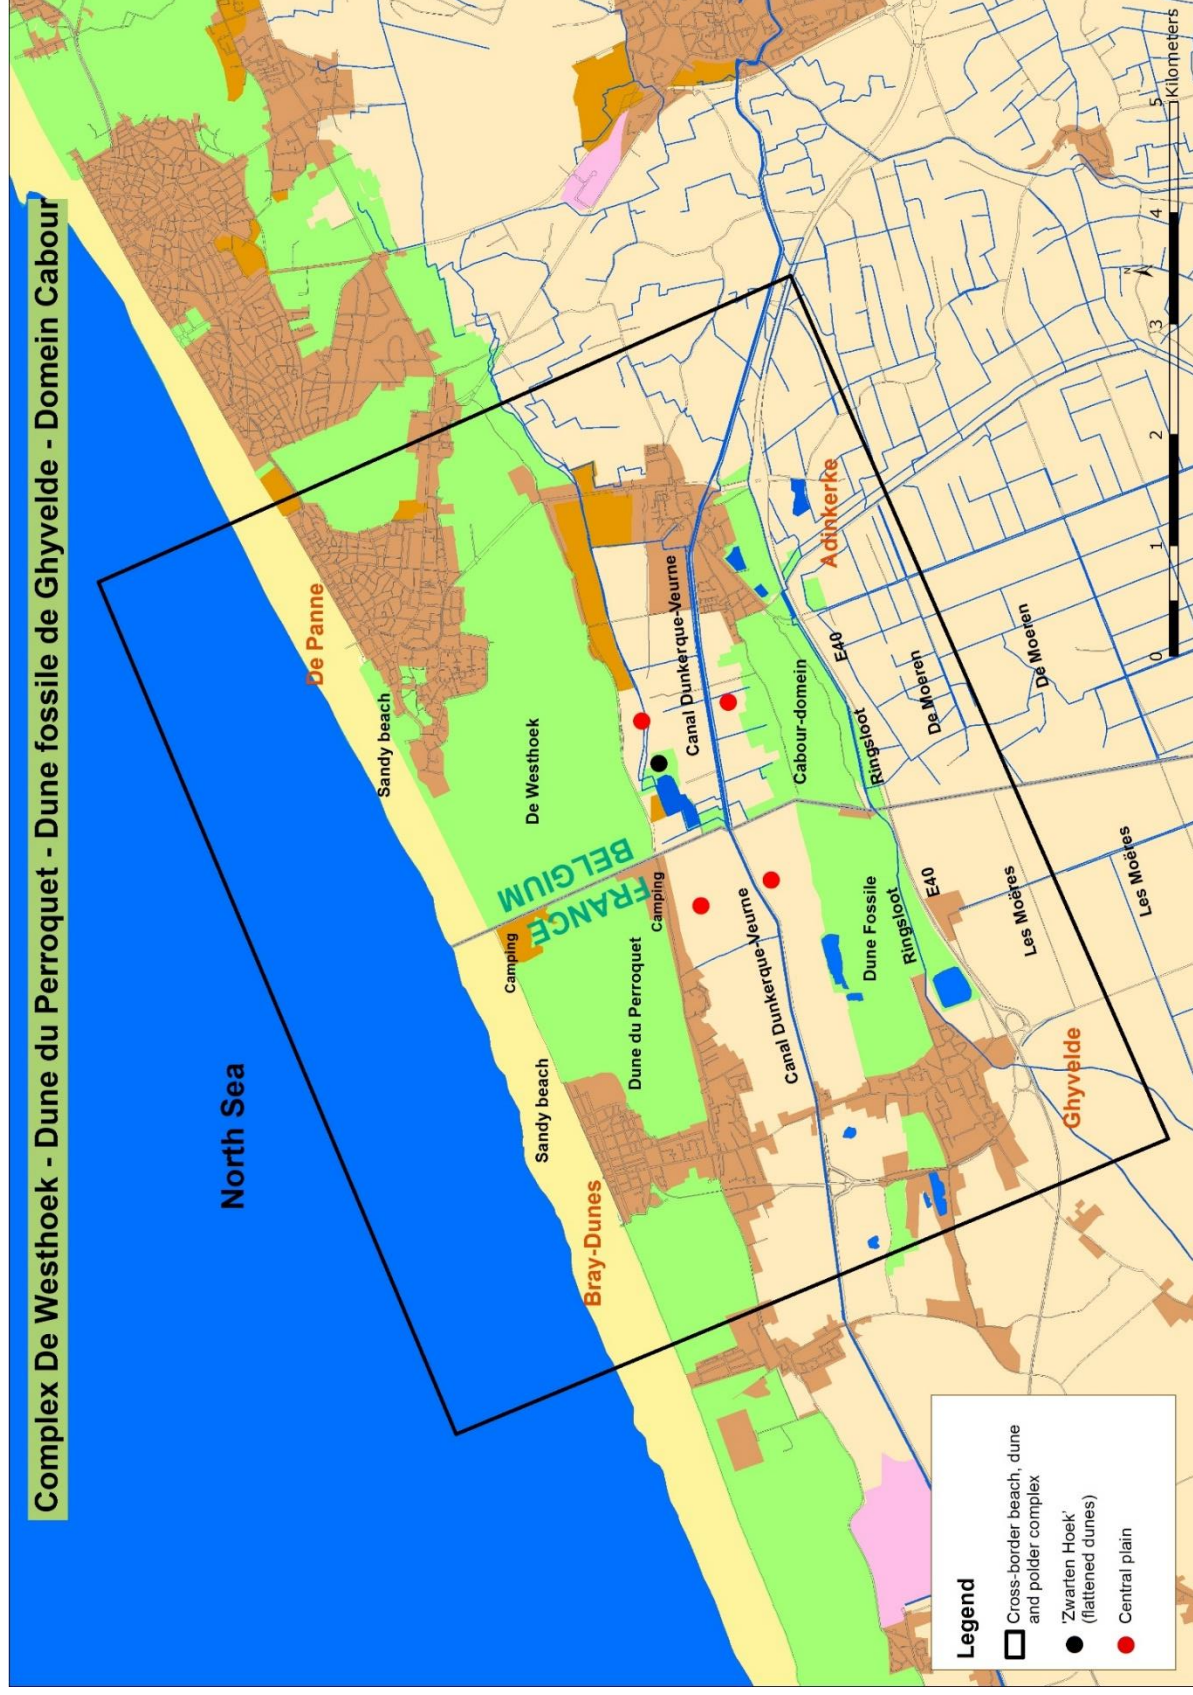 Complex De Westhoek - Dune du Perroquet - Dune fossile de Ghyvelde - Domein Cabour
North Sea
De Panne
Sandy beach
De Westhoek
BELGIUM
FRANCE
Camping
Camping
Sandy beach
Bray-Dunes
Dune du Perroquet
Canal Dunkerque-Veurne
Canal Dunkerque-Veurne
Cabour-domein
Adinkerke
E40
Ringsloot
De Moeren
De Moeren
Dune Fossile
Ringsloot
E40
Les Moëres
Les Moëres
Ghyvelde
Legend
Cross-border beach, dune
and polder complex
'Zwarten Hoek'
(flattened dunes)
Central plain
N
0 1 2 3 4 5
Kilometers